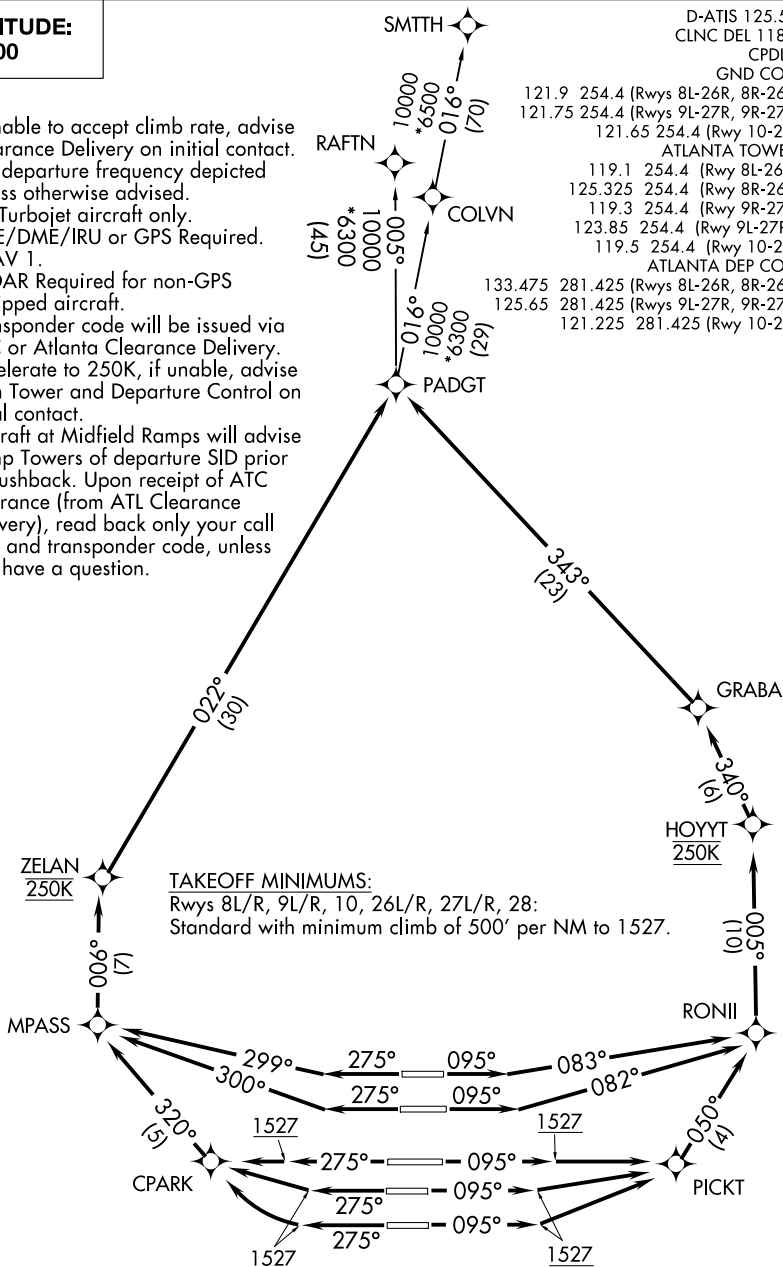 ITUDE:
00
SMTTH
D-ATIS 125.5
CLNC DEL 118
CPDL
GND CO
121.9 254.4 (Rwys 8L-26R, 8R-26
121.75 254.4 (Rwys 9L-27R, 9R-27
121.65 254.4 (Rwy 10-2
ATLANTA TOWE
119.1 254.4 (Rwy 8L-26
125.325 254.4 (Rwy 8R-26
119.3 254.4 (Rwy 9R-27
123.85 254.4 (Rwy 9L-27R
119.5 254.4 (Rwy 10-2
ATLANTA DEP CO
133.475 281.425 (Rwys 8L-26R, 8R-26
125.65 281.425 (Rwys 9L-27R, 9R-27
121.225 281.425 (Rwy 10-2
nable to accept climb rate, advise
arance Delivery on initial contact.
departure frequency depicted
ss otherwise advised.
Turbojet aircraft only.
E/DME/IRU or GPS Required.
AV 1.
DAR Required for non-GPS
ipped aircraft.
nsponder code will be issued via
C or Atlanta Clearance Delivery.
elerate to 250K, if unable, advise
n Tower and Departure Control on
al contact.
raft at Midfield Ramps will advise
mp Towers of departure SID prior
ushback. Upon receipt of ATC
rance (from ATL Clearance
very), read back only your call
and transponder code, unless
have a question.
10000
*6500
016°
(70)
RAFTN
COLVN
005°
10000
*6300
(45)
016°
10000
*6300
(29)
PADGT
343°
(23)
022°
(30)
GRABA
340°
(6)
HOYYT
250K
ZELAN
250K
TAKEOFF MINIMUMS:
Rwys 8L/R, 9L/R, 10, 26L/R, 27L/R, 28:
Standard with minimum climb of 500' per NM to 1527.
006°
(7)
005°
(10)
MPASS
RONII
299° 275° 095° 083°
300° 275° 095° 082°
320°
(5)
050°
(4)
1527
1527
CPARK
275° 095°
PICKT
275° 095°
275° 095°
1527
1527